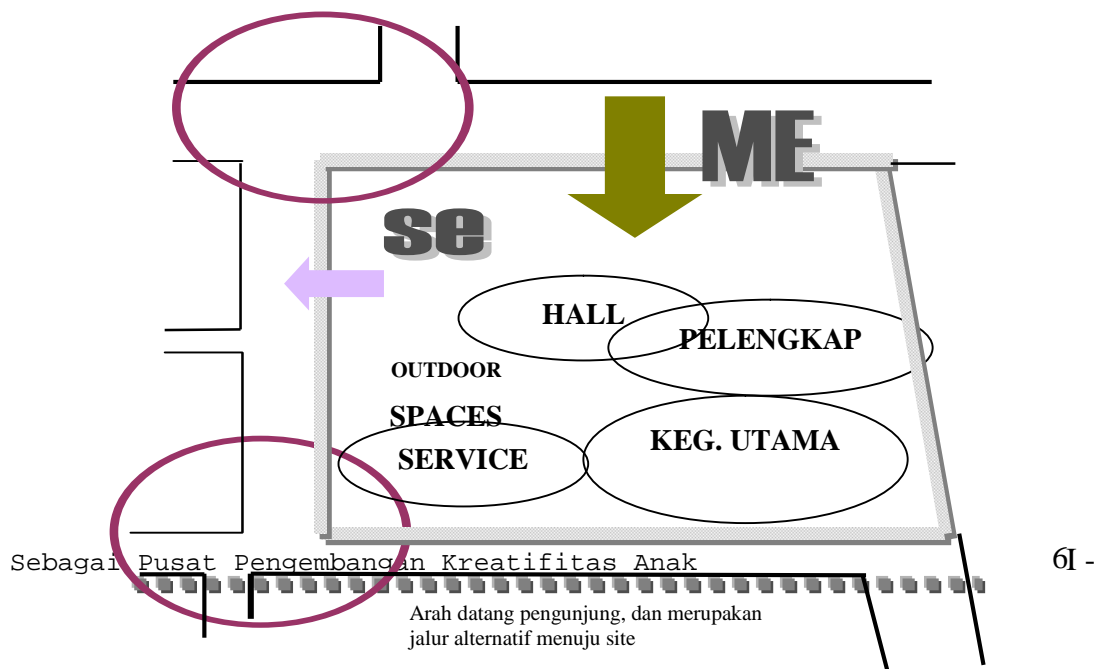 ME
se
HALL
PELENGKAP
OUTDOOR
SPACES
KEG. UTAMA
SERVICE
Sebagai Pusat Pengembangan Kreatifitas Anak
6I -
Arah datang pengunjung, dan merupakan
jalur alternatif menuju site